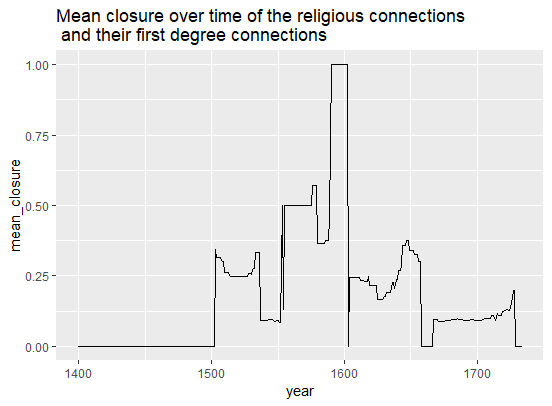 Mean closure over time of the religious connections
and their first degree connections
1.00
0.75
0.50
0.25
0.00
mean_closure
1400 1500 1600 1700
year